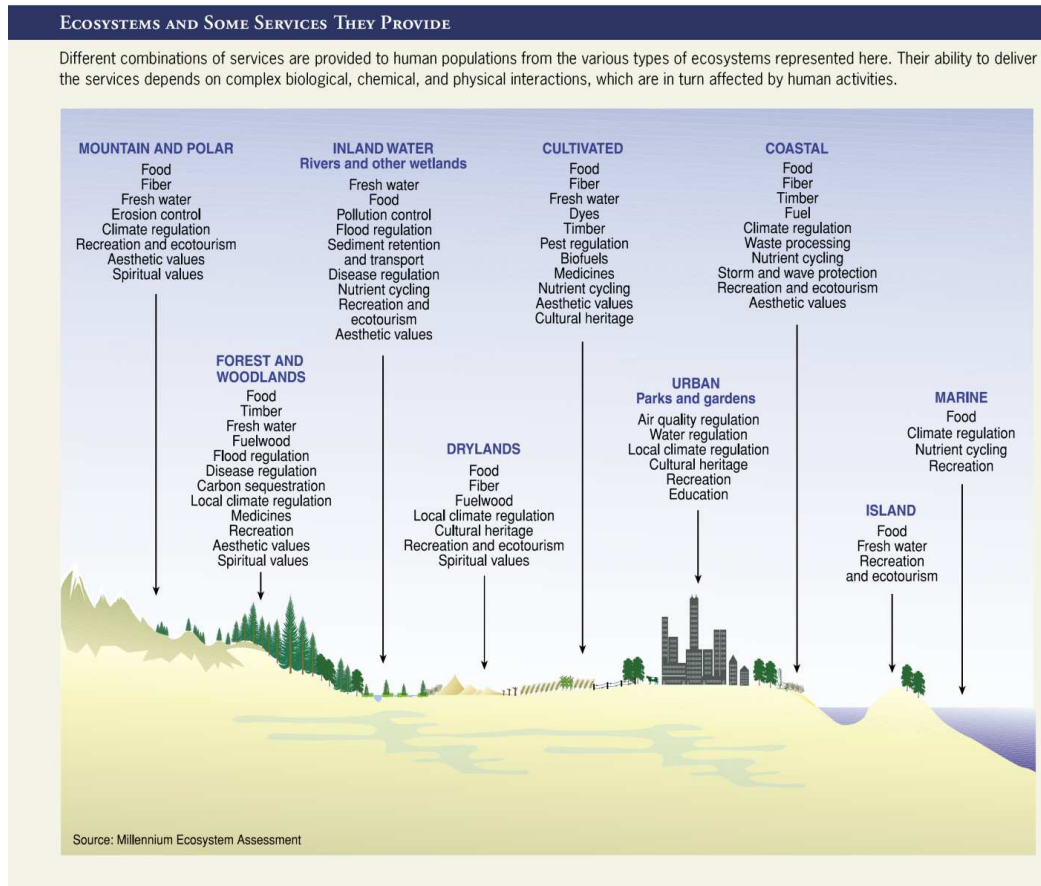 ECOSYSTEMS AND SOME SERVICES THEY PROVIDE
Different combinations of services are provided to human populations from the various types of ecosystems represented here. Their ability to deliver
the services depends on complex biological, chemical, and physical interactions, which are in turn affected by human activities.
MOUNTAIN AND POLAR
Food
Fiber
Fresh water
Erosion control
Climate regulation
Recreation and ecotourism
Aesthetic values
Spiritual values
INLAND WATER
Rivers and other wetlands
Fresh water
Food
Pollution control
Flood regulation
Sediment retention
and transport
Disease regulation
Nutrient cycling
Recreation and
ecotourism
Aesthetic values
CULTIVATED
Food
Fiber
Fresh water
Dyes
Timber
Pest regulation
Biofuels
Medicines
Nutrient cycling
Aesthetic values
Cultural heritage
COASTAL
Food
Fiber
Timber
Fuel
Climate regulation
Waste processing
Nutrient cycling
Storm and wave protection
Recreation and ecotourism
Aesthetic values
FOREST AND
WOODLANDS
Food
Timber
Fresh water
Fuelwood
Flood regulation
Disease regulation
Carbon sequestration
Local climate regulation
Medicines
Recreation
Aesthetic values
Spiritual values
DRYLANDS
Food
Fiber
Fuelwood
Local climate regulation
Cultural heritage
Recreation and ecotourism
Spiritual values
URBAN
Parks and gardens
Air quality regulation
Water regulation
Local climate regulation
Cultural heritage
Recreation
Education
MARINE
Food
Climate regulation
Nutrient cycling
Recreation
ISLAND
Food
Fresh water
Recreation
and ecotourism
Source: Millennium Ecosystem Assessment